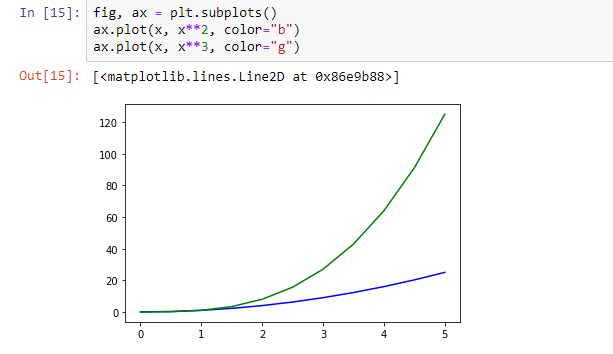 In [15]: fig, ax = plt.subplots()
ax.plot(x, x**2, color="b")
ax.plot(x, x**3, color="g")
Out[15]: [<matplotlib.lines.Line2D at 0x86e9b88>]
120
100
80
60
40
20
0
0 1 2 3 4 5